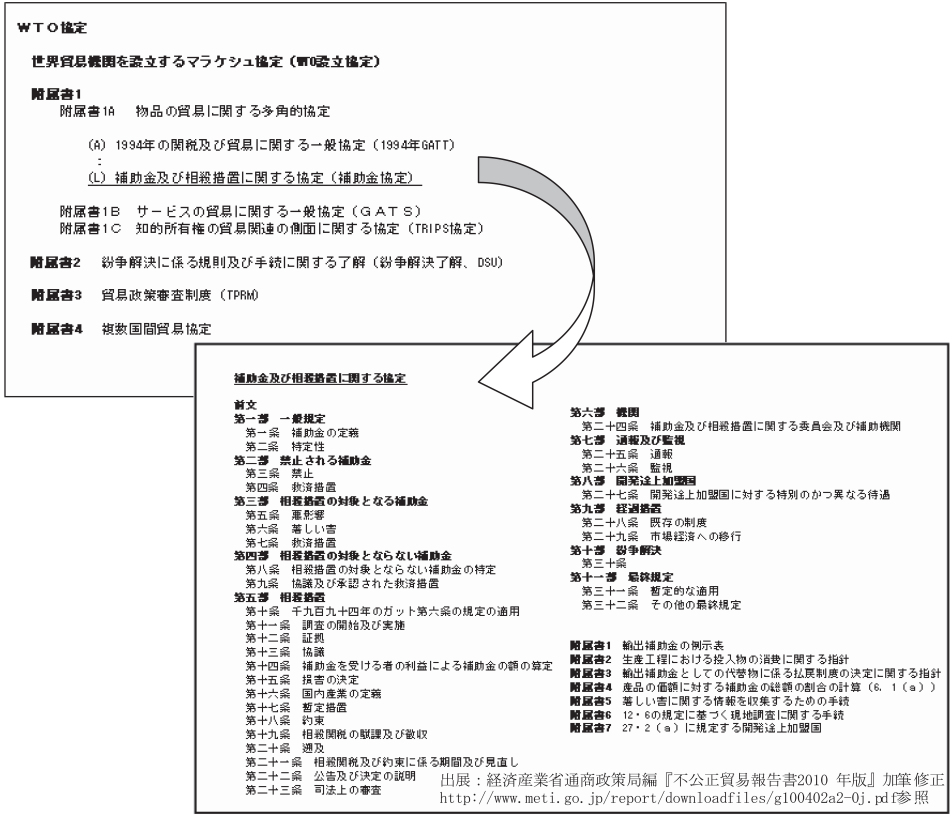 WTO協定
世界貿易機関を設立するマラケシュ協定（WTO設立協定）
附属書1
附属書1A 物品の貿易に関する多角的協定
(A) 1994年の関税及び貿易に関する一般協定（1994年GATT）
:
(L) 補助金及び相殺措置に関する協定（補助金協定）
附属書1B サービスの貿易に関する一般協定（GATS）
附属書1C 知的所有権の貿易関連の側面に関する協定（TRIPS協定）
附属書2 紛争解決に係る規則及び手続に関する了解（紛争解決了解、DSU）
附属書3 貿易政策審査制度（TPRM）
附属書4 複数国間貿易協定
補助金及び相殺措置に関する協定
前文
第一部 一般規定
第一条 補助金の定義
第二条 特定性
第二部 禁止される補助金
第三条 禁止
第四条 救済措置
第三部 相殺措置の対象となる補助金
第五条 悪影響
第六条 著しい害
第七条 救済措置
第四部 相殺措置の対象とならない補助金
第八条 相殺措置の対象とならない補助金の特定
第九条 協議及び承認された救済措置
第五部 相殺措置
第十条 千九百九十四年のガット第六条の規定の適用
第十一条 調査の開始及び実施
第十二条 証拠
第十三条 協議
第十四条 補助金を受ける者の利益による補助金の額の算定
第十五条 損害の決定
第十六条 国内産業の定義
第十七条 暫定措置
第十八条 約束
第十九条 相殺関税の賦課及び徴収
第二十条 遡及
第二十一条 相殺関税及び約束に係る期間及び見直し
第二十二条 公告及び決定の説明
第二十三条 司法上の審査
第六部 機関
第二十四条 補助金及び相殺措置に関する委員会及び補助機関
第七部 通報及び監視
第二十五条 通報
第二十六条 監視
第八部 開発途上加盟国
第二十七条 開発途上加盟国に対する特別のかつ異なる待遇
第九部 経過措置
第二十八条 既存の制度
第二十九条 市場経済への移行
第十部 紛争解決
第三十条
第十一部 最終規定
第三十一条 暫定的な適用
第三十二条 その他の最終規定
附属書1 輸出補助金の例示表
附属書2 生産工程における投入物の消費に関する指針
附属書3 輸出補助金としての代替物に係る払戻制度の決定に関する指針
附属書4 産品の価額に対する補助金の総額の割合の計算（6．1（a））
附属書5 著しい害に関する情報を収集するための手続
附属書6 12・6の規定に基づく現地調査に関する手続
附属書7 27・2（a）に規定する開発途上加盟国
出展：経済産業省通商政策局編『不公正貿易報告書2010 年版』加筆修正
http://www.meti.go.jp/report/downloadfiles/g100402a2-0j.pdf参照